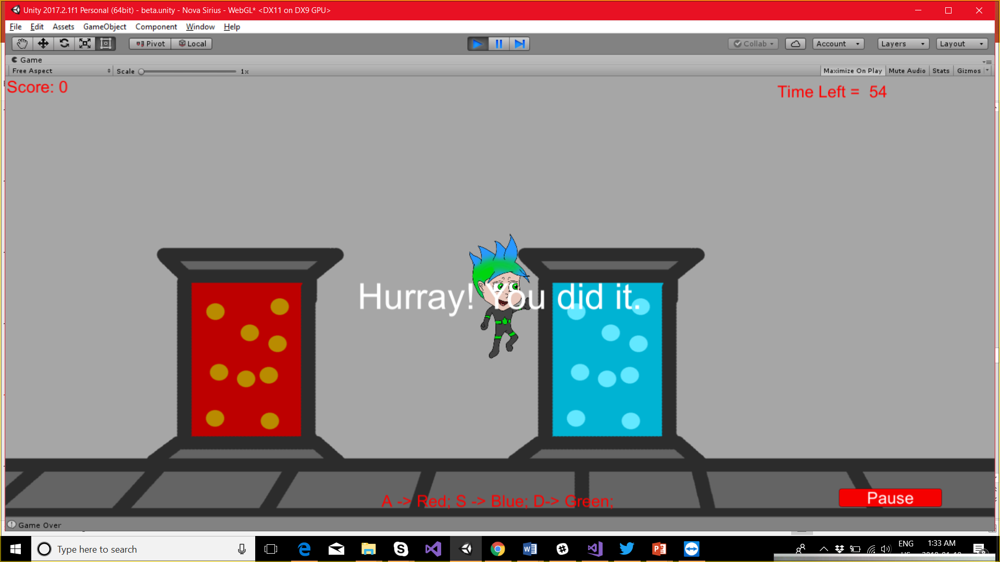 Unity 2017.2.1f1 Personal (64bit) - beta.unity - Nova Sirius - WebGL* <DX11 on DX9 GPU>
File Edit Assets GameObject Component Window Help
Pivot Local Collab Account Layers Layout
Game
Free Aspect Scale 1x Maximize On Play Mute Audio Stats Gizmos
Score: 0
Time Left = 54
Hurray! You did it.
A -> Red; S -> Blue; D-> Green;
Pause
Game Over
Type here to search
ENG
1:33 AM